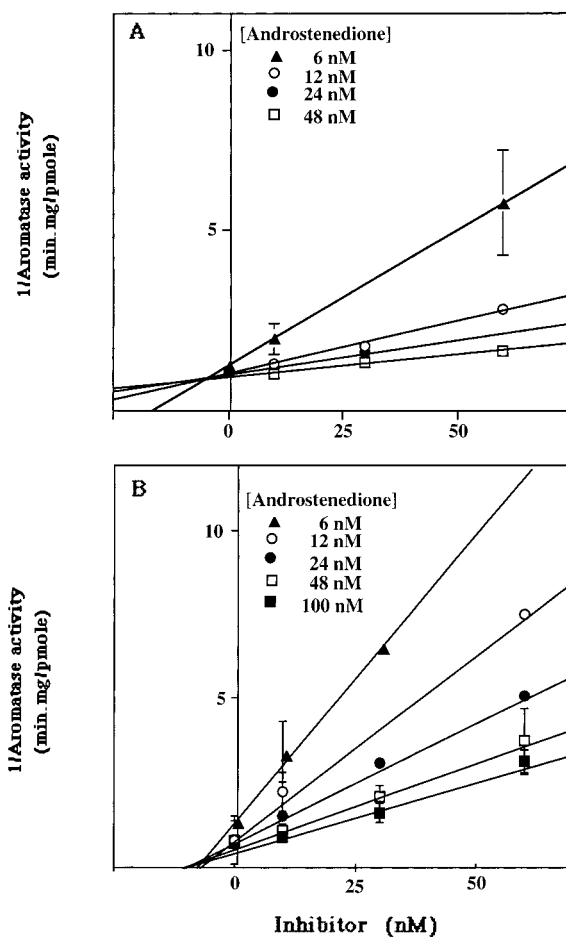 A
[Androstenedione]
6 nM
12 nM
24 nM
48 nM
10
5
0
25
50
1/Aromatase activity
(min. mg/pmole)
B
[Androstenedione]
6 nM
12 nM
24 nM
48 nM
100 nM
10
5
0
25
50
1/Aromatase activity
(min. mg/pmole)
Inhibitor (nM)